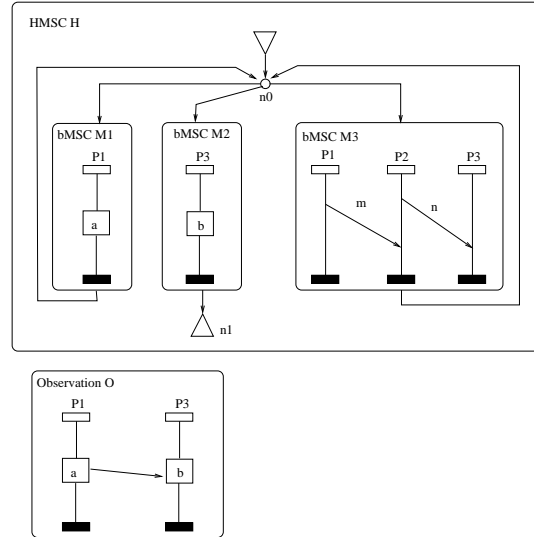 HMSC H
n0
bMSC M1
bMSC M2
bMSC M3
P1
P3
P1
P2
P3
a
b
m
n
n1
Observation O
P1
P3
a
b